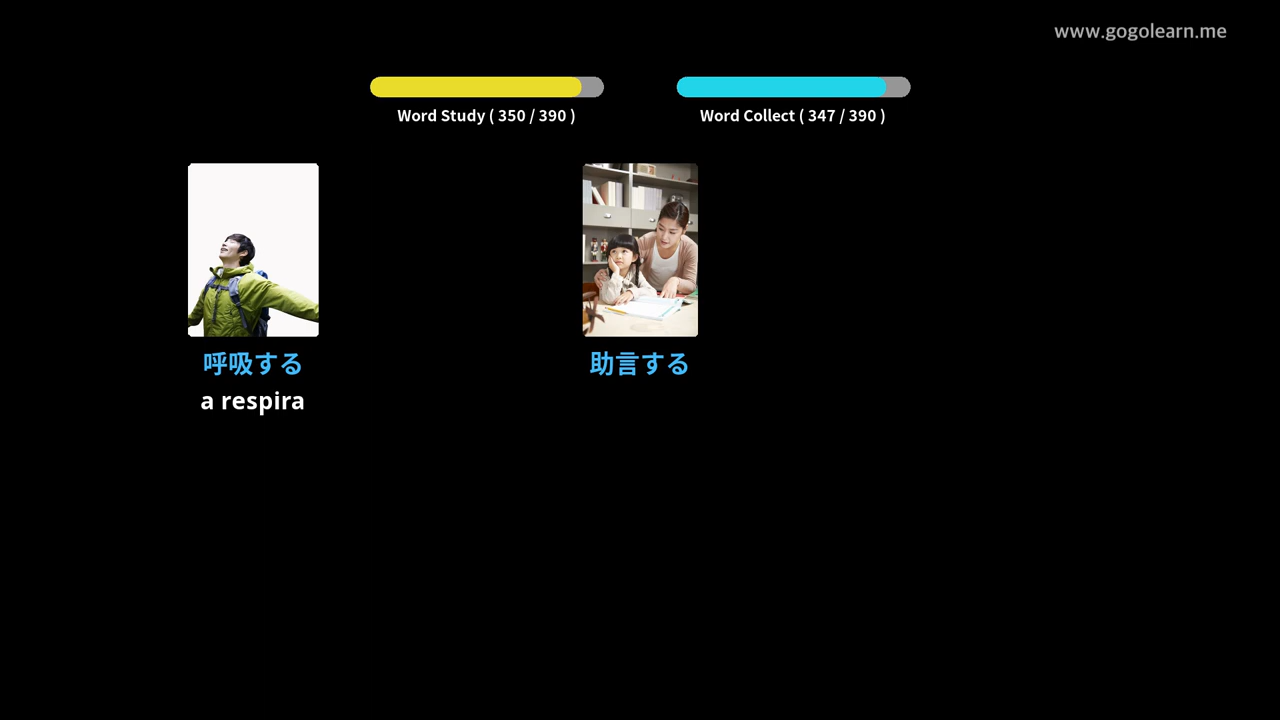 www.gogolearn.me
Word Study ( 350 / 390 )
Word Collect ( 347 / 390 )
呼吸する
a respira
助言する